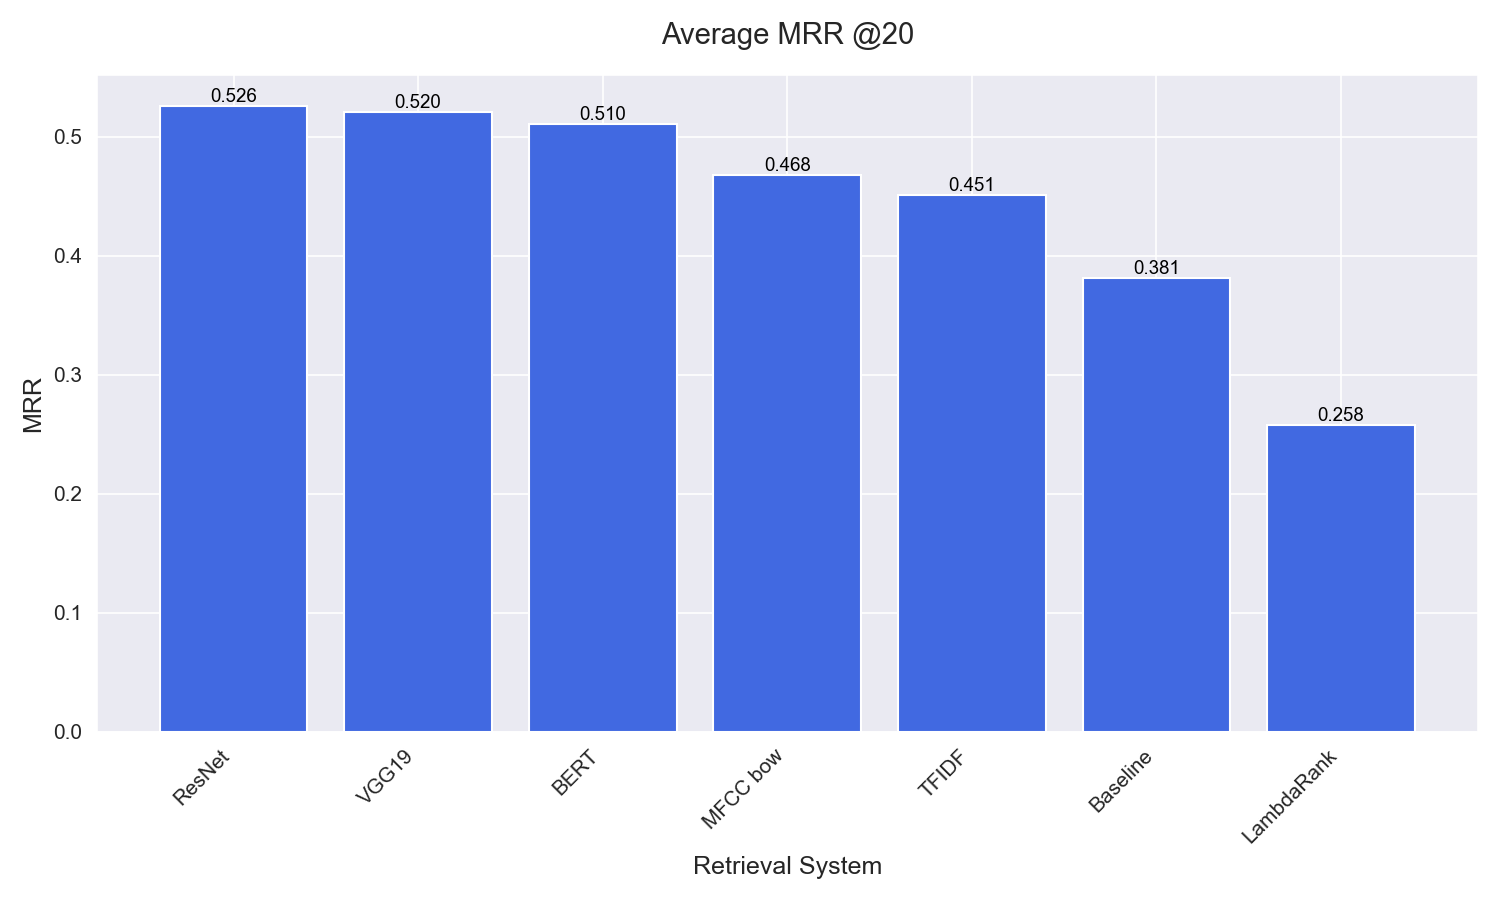 Average MRR @20
MRR
0.5
0.4
0.3
0.2
0.1
0.0
0.526
0.520
0.510
0.468
0.451
0.381
0.258
ResNet
VGG19
BERT
MFCC bow
TFIDF
Baseline
LambdaRank
Retrieval System